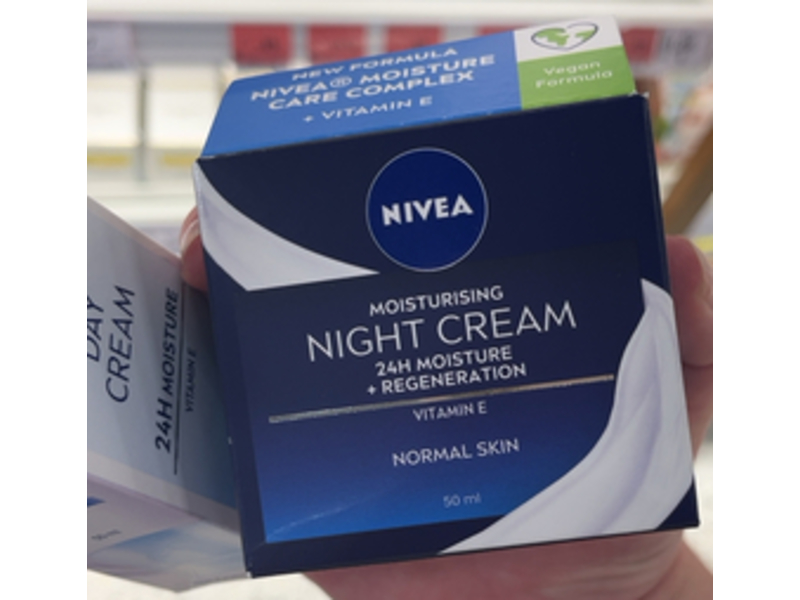 NEW FORMULA
NIVEA® MOISTURE
CARE COMPLEX
+ VITAMIN E
Vegan
Formula
NIVEA
MOISTURISING
NIGHT CREAM
24H MOISTURE
+ REGENERATION
VITAMIN E
NORMAL SKIN
50 ml
DAY
CREAM
24H MOISTURE
VITAMIN E